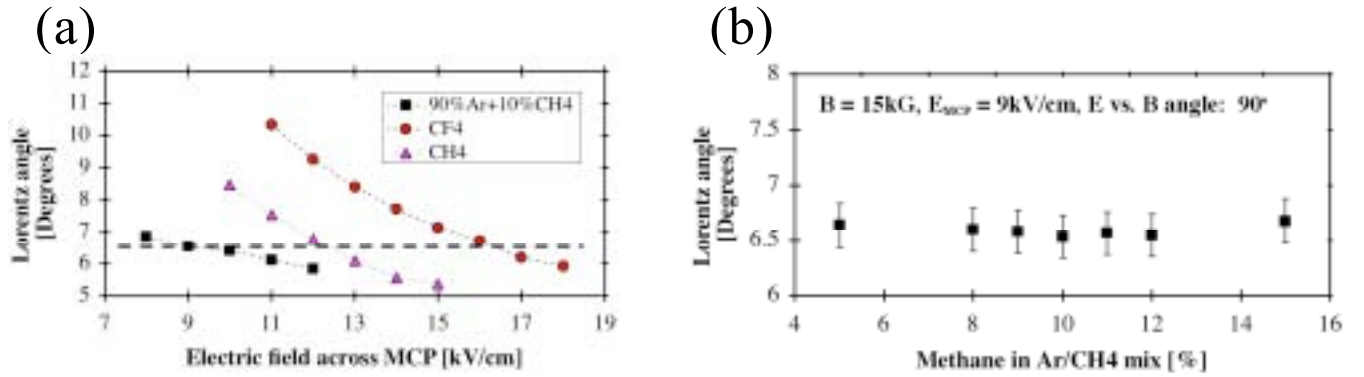 (a)
12
11
10
9
8
7
6
5
Lorentz angle
[Degrees]
90%Ar+10%CH4
CF4
CH4
7 9 11 13 15 17 19
Electric field across MCP [kV/cm]
(b)
8
7.5
7
6.5
6
Lorentz angle
[Degrees]
B = 15kG, EMCP = 9kV/cm, E vs. B angle: 90°
4 6 8 10 12 14 16
Methane in Ar/CH4 mix [%]